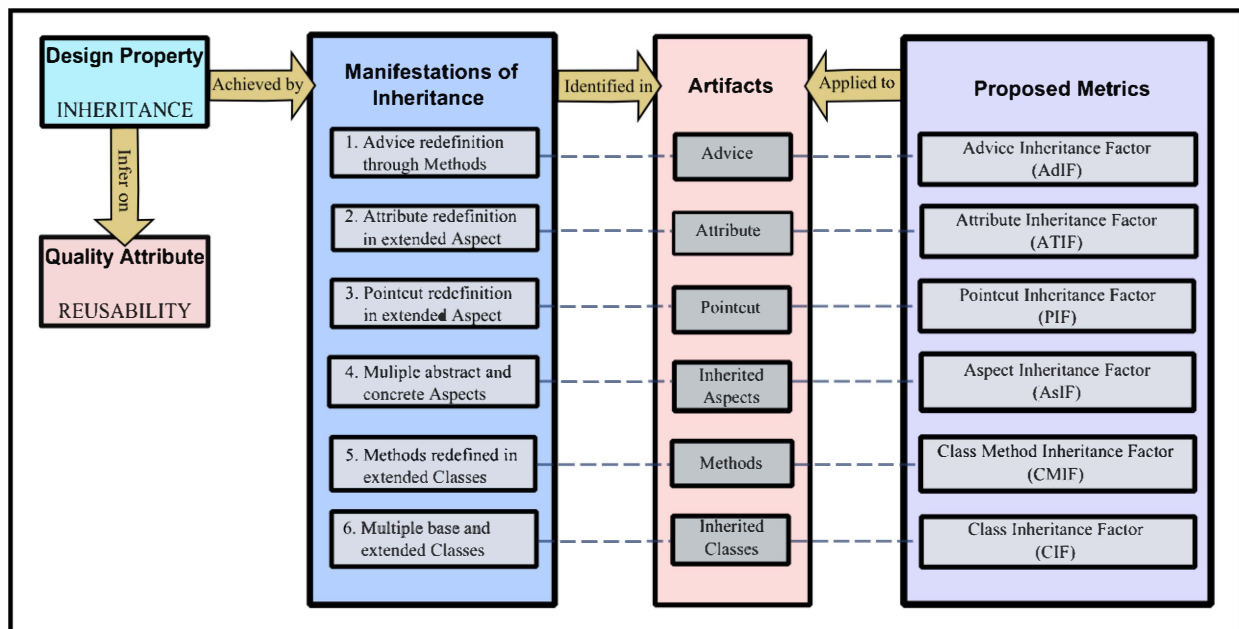 Design Property
INHERITANCE
Achieved by
Infer on
Quality Attribute
REUSABILITY
Manifestations of
Inheritance
1. Advice redefinition
through Methods
2. Attribute redefinition
in extended Aspect
3. Pointcut redefinition
in extended Aspect
4. Muliple abstract and
concrete Aspects
5. Methods redefined in
extended Classes
6. Multiple base and
extended Classes
Identified in
Artifacts
Advice
Attribute
Pointcut
Inherited
Aspects
Methods
Inherited
Classes
Applied to
Proposed Metrics
Advice Inheritance Factor
(AdIF)
Attribute Inheritance Factor
(ATIF)
Pointcut Inheritance Factor
(PIF)
Aspect Inheritance Factor
(AsIF)
Class Method Inheritance Factor
(CMIF)
Class Inheritance Factor
(CIF)